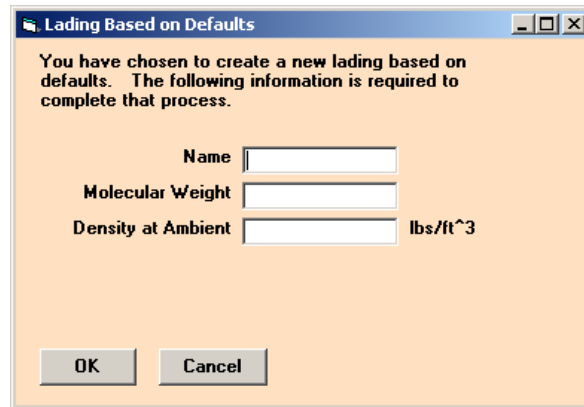 Lading Based on Defaults
You have chosen to create a new lading based on
defaults. The following information is required to
complete that process.
Name
Molecular Weight
Density at Ambient lbs/ft^3
OK Cancel